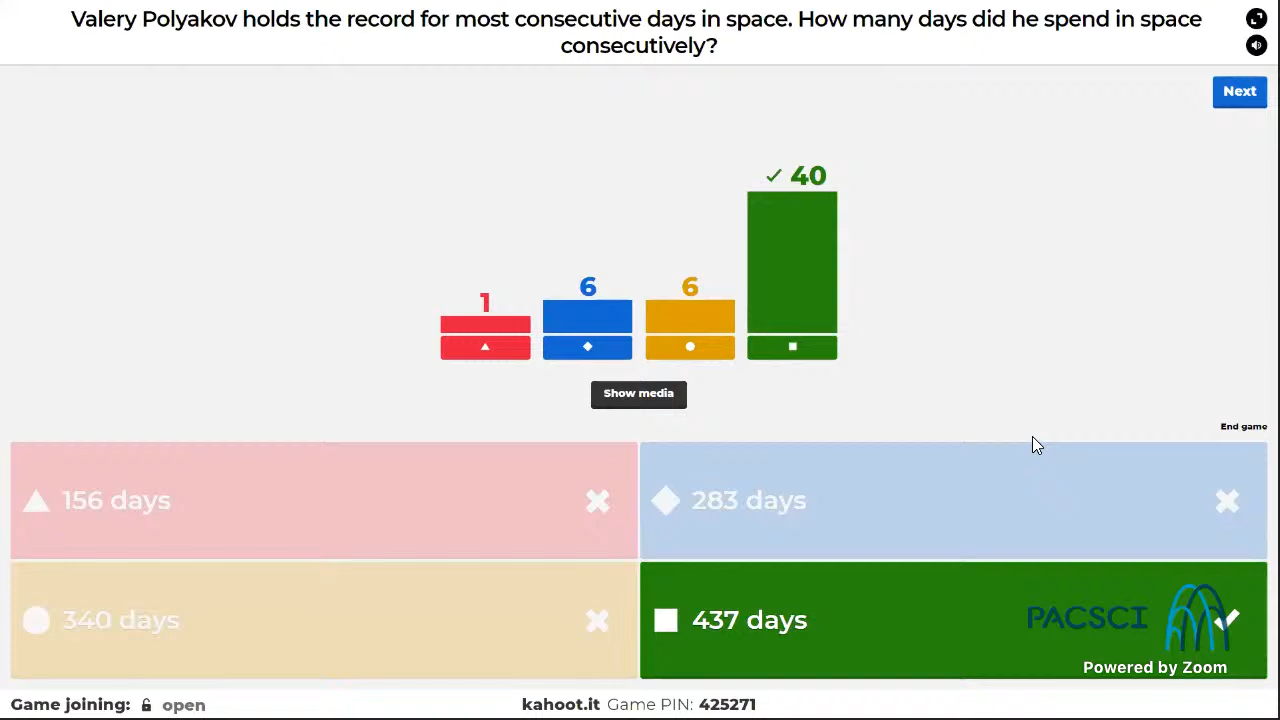 Valery Polyakov holds the record for most consecutive days in space. How many days did he spend in space
consecutively?
Next
1
6
6
40
Show media
End game
156 days
283 days
340 days
437 days
PACSCI
Powered by Zoom
Game joining: open
kahoot.it Game PIN: 425271